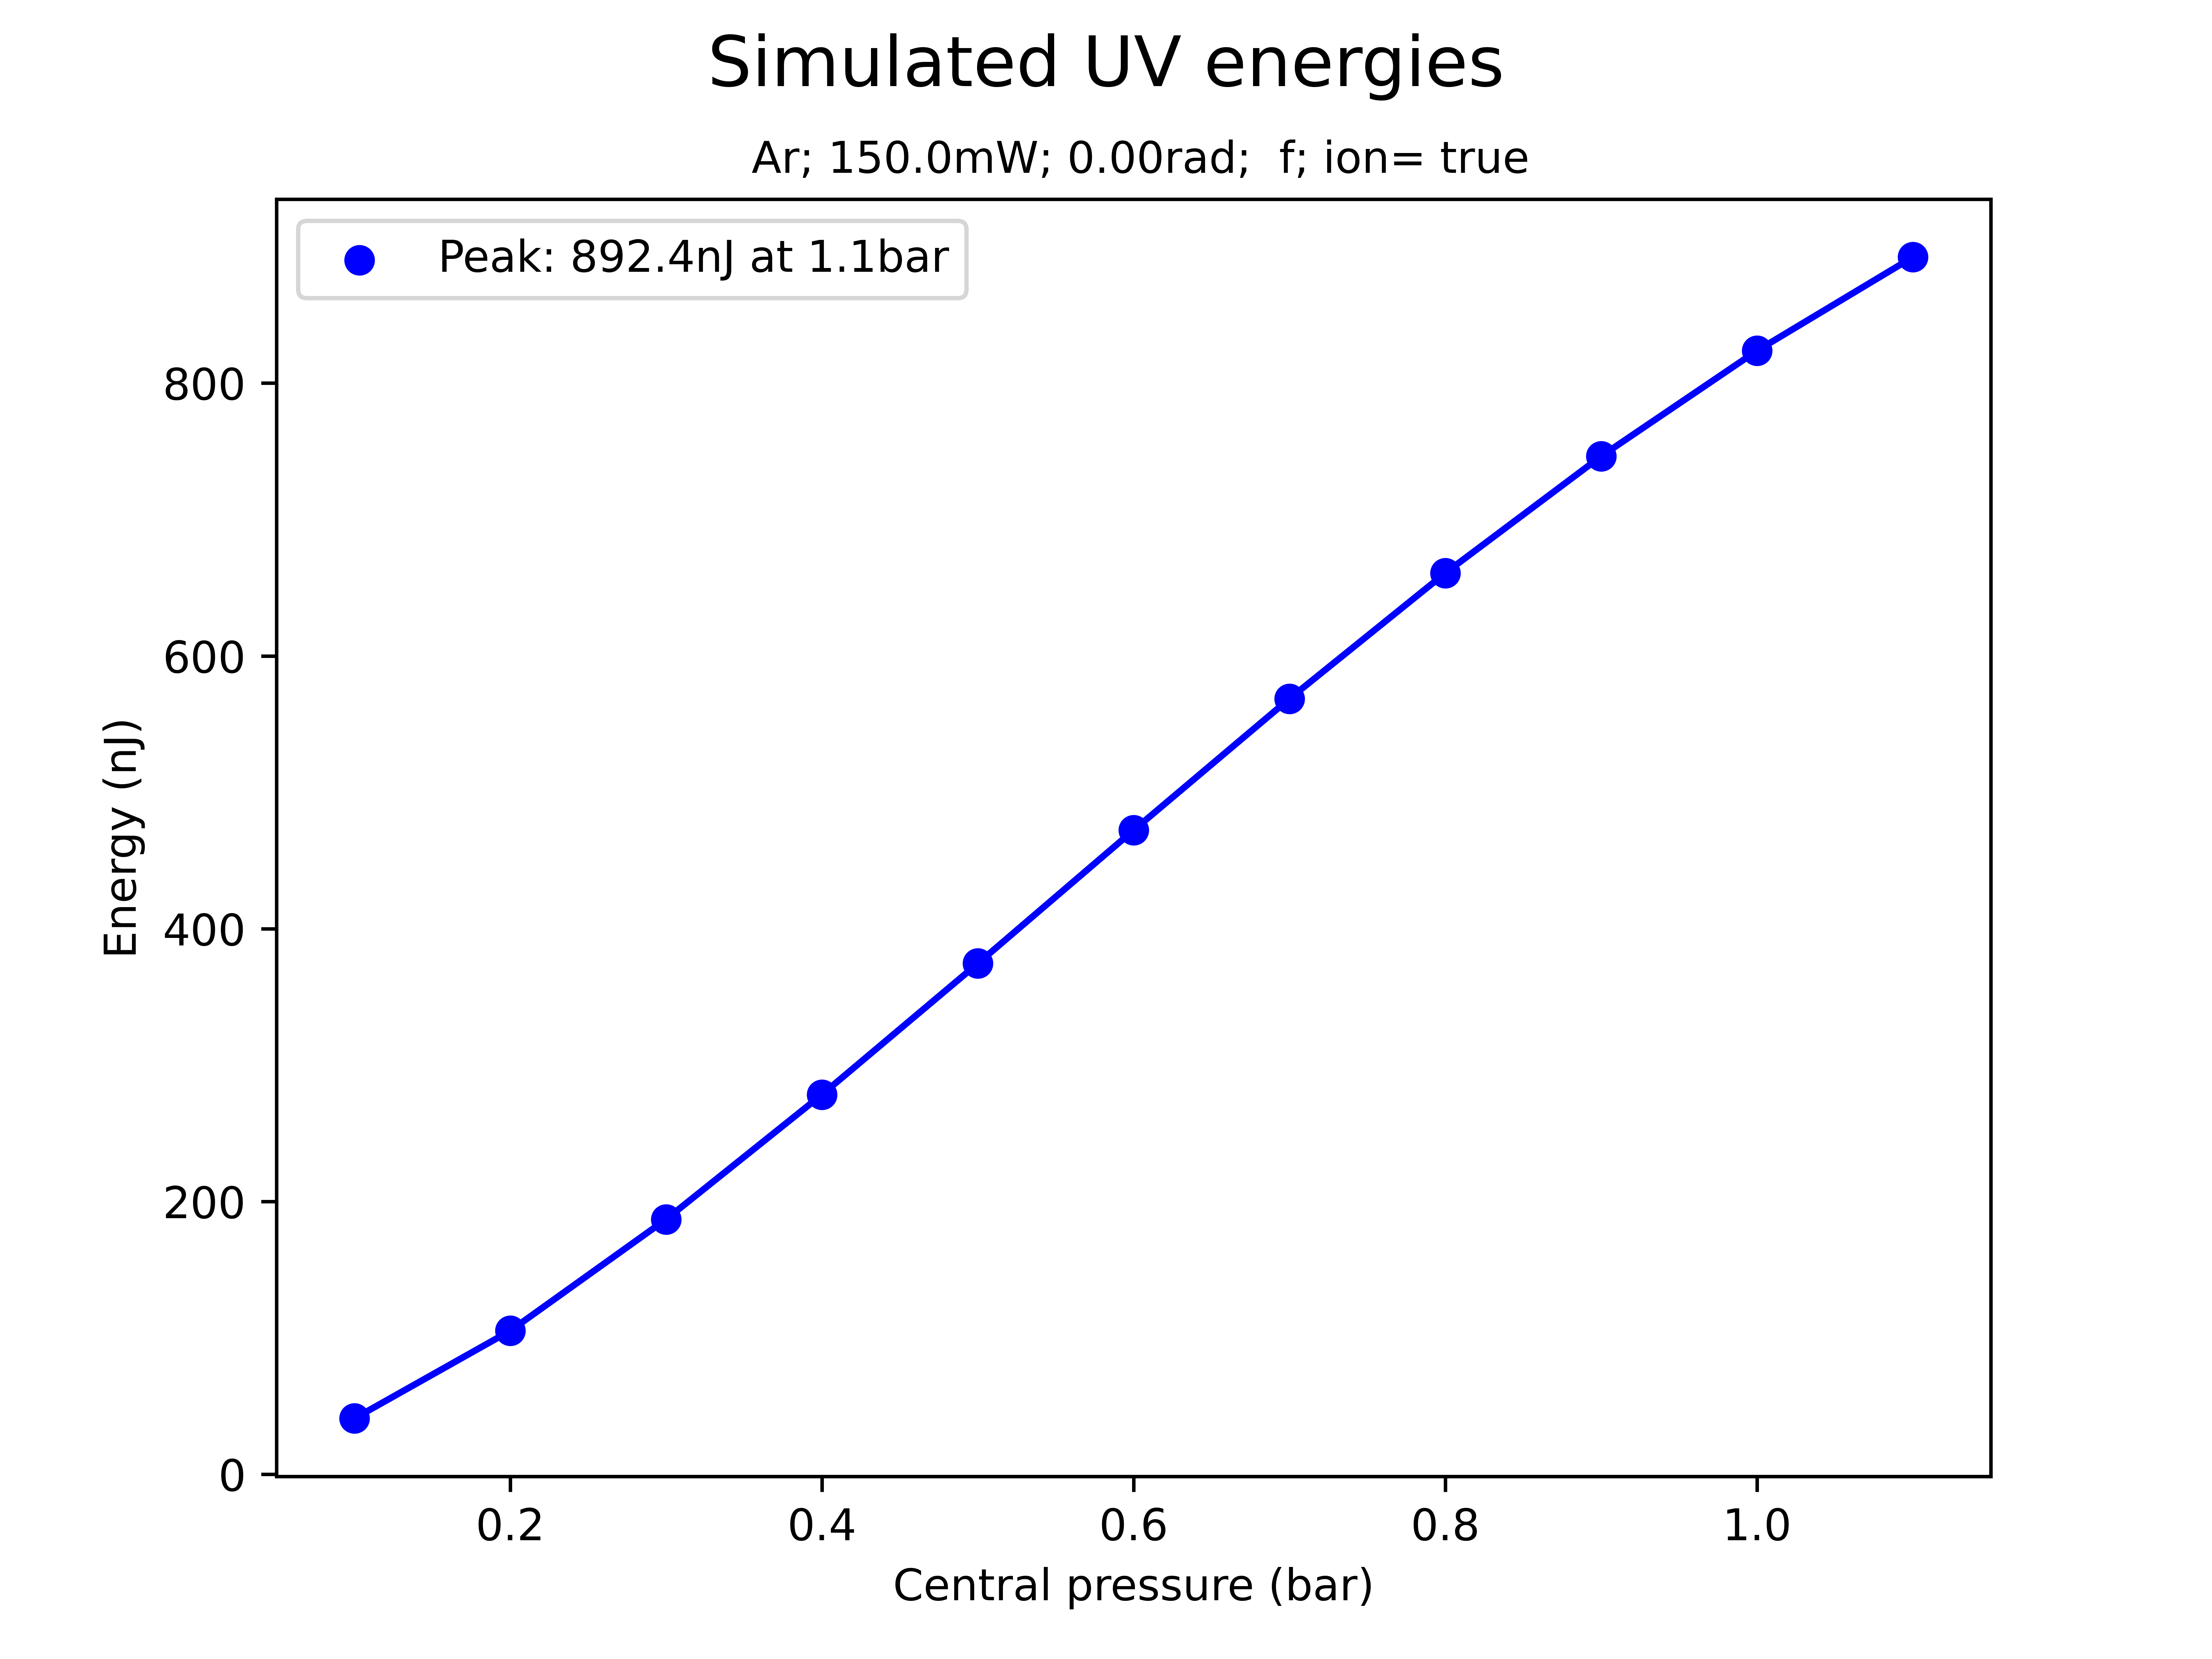 Simulated UV energies
Ar; 150.0mW; 0.00rad;  f; ion= true
Peak: 892.4nJ at 1.1bar
800
600
400
200
0
Energy (nJ)
0.2 0.4 0.6 0.8 1.0
Central pressure (bar)